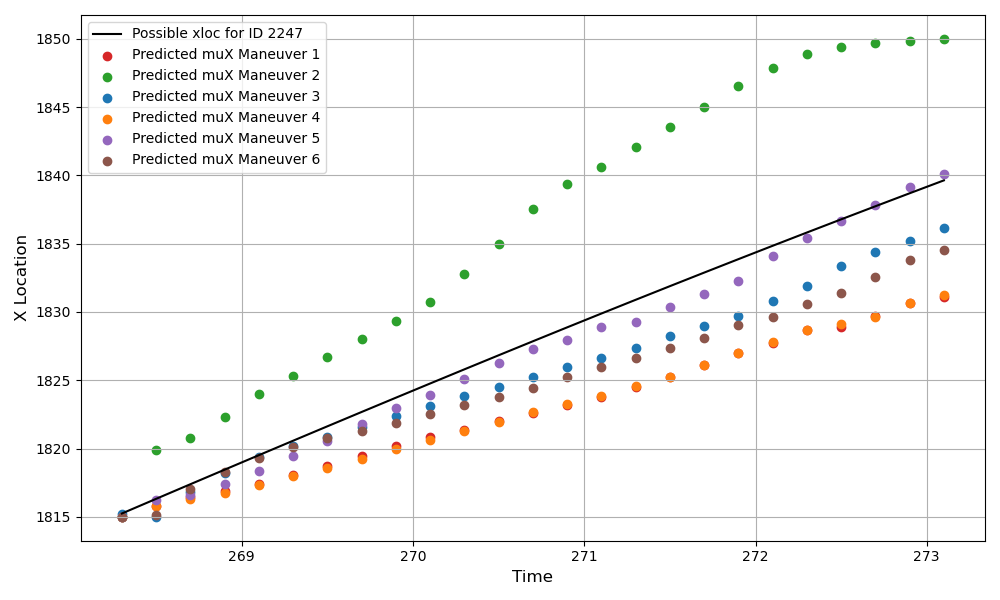 Possible xloc for ID 2247
Predicted muX Maneuver 1
Predicted muX Maneuver 2
Predicted muX Maneuver 3
Predicted muX Maneuver 4
Predicted muX Maneuver 5
Predicted muX Maneuver 6
1850
1845
1840
1835
1830
1825
1820
1815
X Location
269 270 271 272 273
Time